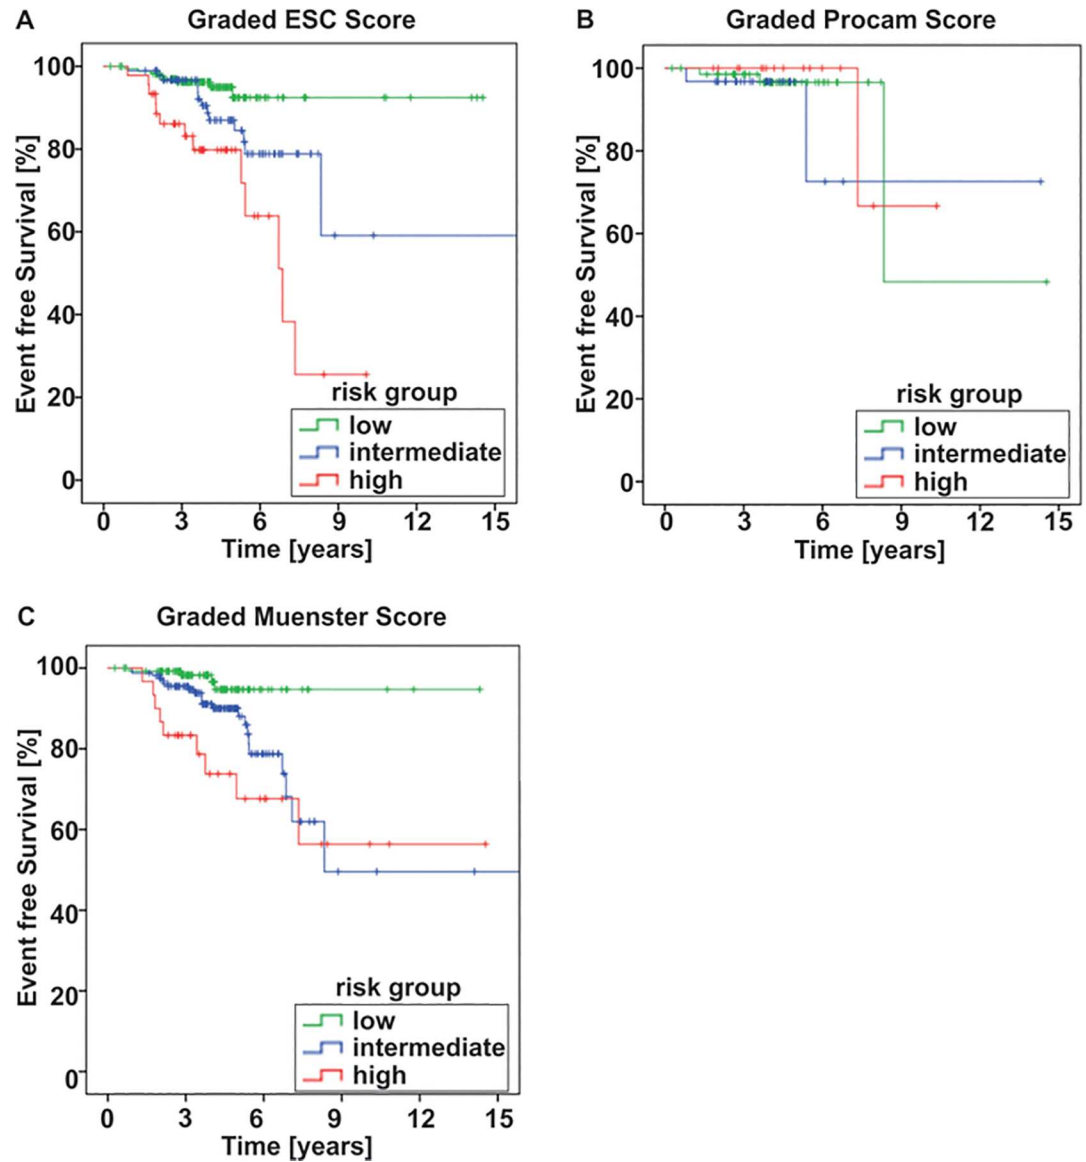 A
Graded ESC Score
100
80
60
40
20
0
Event free Survival [%]
risk group
low
intermediate
high
0 3 6 9 12 15
Time [years]
B
Graded Procam Score
100
80
60
40
20
0
Event free Survival [%]
risk group
low
intermediate
high
0 3 6 9 12 15
Time [years]
C
Graded Muenster Score
100
80
60
40
20
0
Event free Survival [%]
risk group
low
intermediate
high
0 3 6 9 12 15
Time [years]